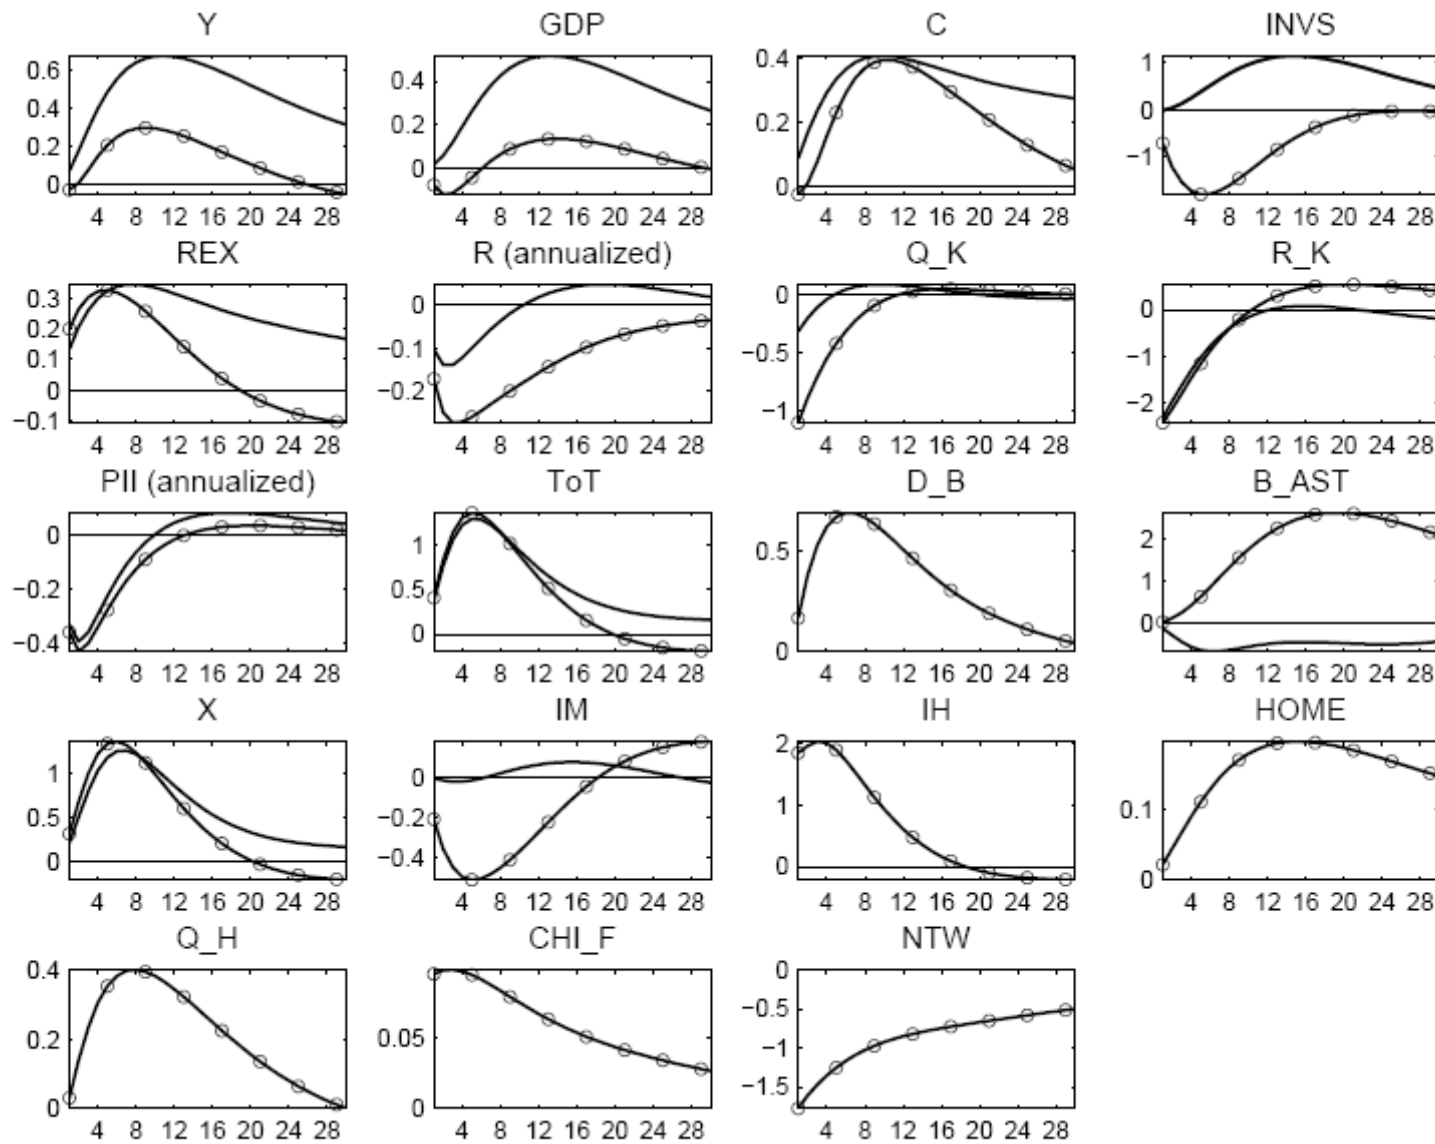 Y GDP C INVS
0.6 0.4 0.2 0
0.4 0.2 0
0.4 0.2 0
1 0 −1
4 8 12 16 20 24 28 4 8 12 16 20 24 28 4 8 12 16 20 24 28 4 8 12 16 20 24 28
REX R (annualized) Q_K R_K
0.3 0.2 0.1 0 −0.1
0 −0.1 −0.2
0 −0.5 −1
0 −1 −2
4 8 12 16 20 24 28 4 8 12 16 20 24 28 4 8 12 16 20 24 28 4 8 12 16 20 24 28
PII (annualized) ToT D_B B_AST
0 −0.2 −0.4
1 0.5 0
0.5 0
2 1 0
4 8 12 16 20 24 28 4 8 12 16 20 24 28 4 8 12 16 20 24 28 4 8 12 16 20 24 28
X IM IH HOME
1 0.5 0
0 −0.2 −0.4
2 1 0
0.1 0
4 8 12 16 20 24 28 4 8 12 16 20 24 28 4 8 12 16 20 24 28 4 8 12 16 20 24 28
Q_H CHI_F NTW
0.4 0.2 0
0.05 0
0 −0.5 −1 −1.5
4 8 12 16 20 24 28 4 8 12 16 20 24 28 4 8 12 16 20 24 28